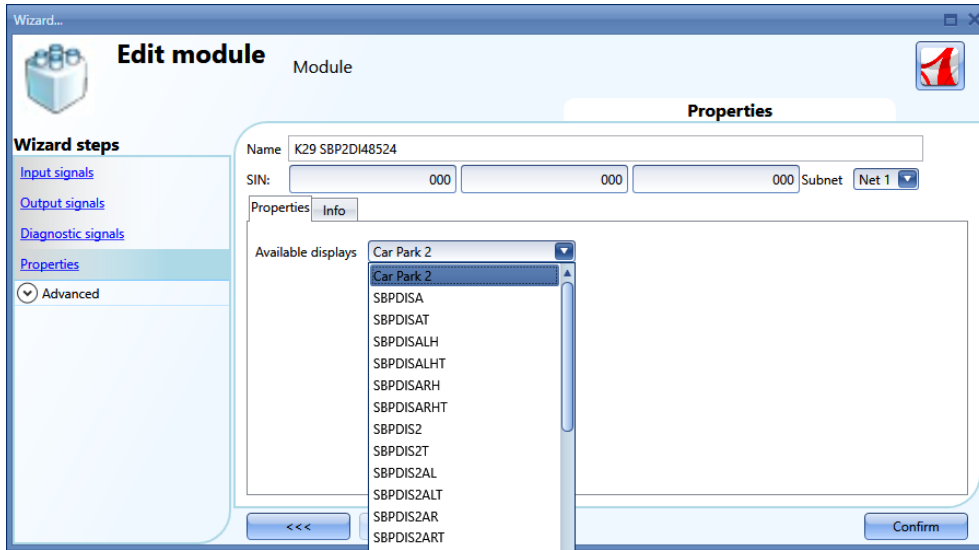 Wizard...
Edit module
Module
Properties
Wizard steps
Input signals
Output signals
Diagnostic signals
Properties
Advanced
Name K29 SBP2DI48524
SIN: 000 000 000 Subnet Net 1
Properties Info
Available displays Car Park 2
Car Park 2
SBPDISA
SBPDISAT
SBPDISALH
SBPDISALHT
SBPDISARH
SBPDISARHT
SBPDIS2
SBPDIS2T
SBPDIS2AL
SBPDIS2ALT
SBPDIS2AR
SBPDIS2ART
<<< Confirm